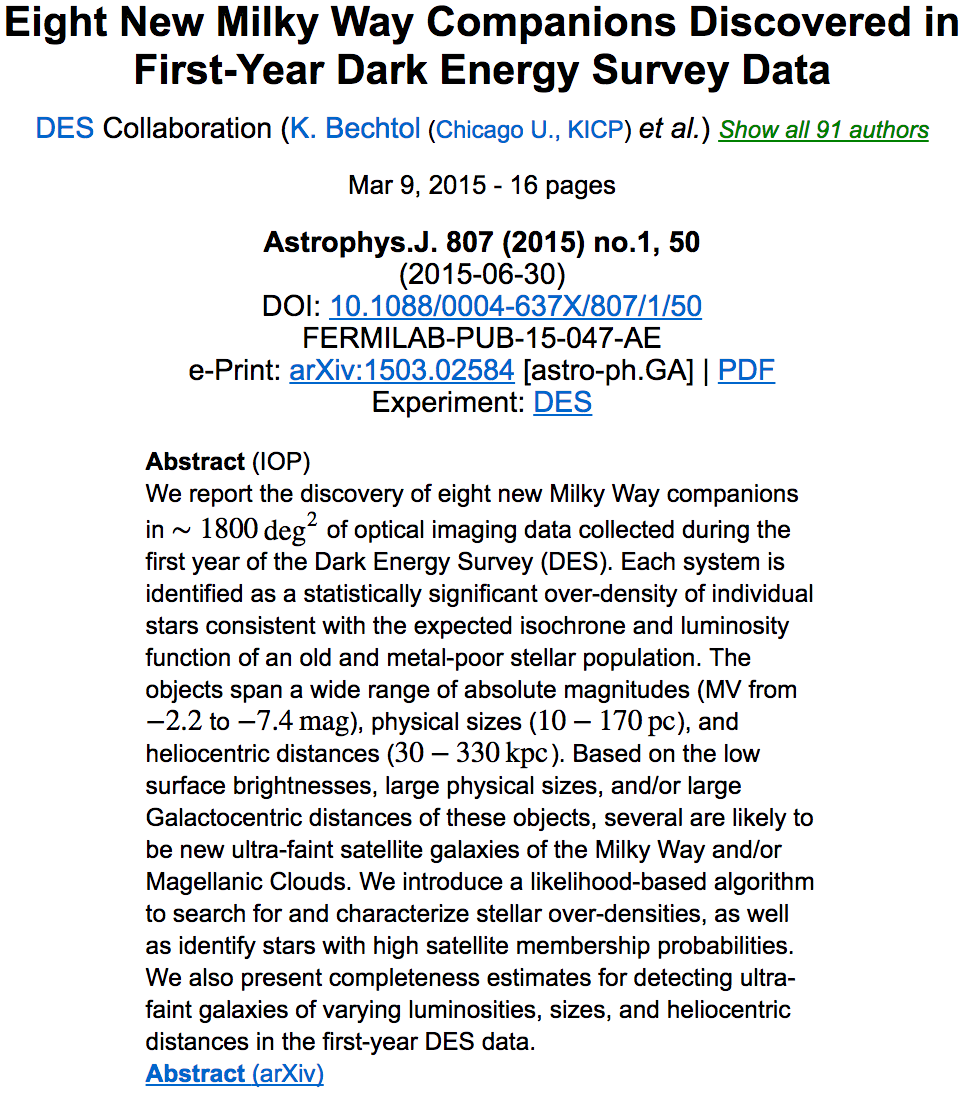 Eight New Milky Way Companions Discovered in
First-Year Dark Energy Survey Data
DES Collaboration (K. Bechtol (Chicago U., KICP) et al.) Show all 91 authors
Mar 9, 2015 - 16 pages
Astrophys.J. 807 (2015) no.1, 50
(2015-06-30)
DOI: 10.1088/0004-637X/807/1/50
FERMILAB-PUB-15-047-AE
e-Print: arXiv:1503.02584 [astro-ph.GA] | PDF
Experiment: DES
Abstract (IOP)
We report the discovery of eight new Milky Way companions
in ~ 1800 deg² of optical imaging data collected during the
first year of the Dark Energy Survey (DES). Each system is
identified as a statistically significant over-density of individual
stars consistent with the expected isochrone and luminosity
function of an old and metal-poor stellar population. The
objects span a wide range of absolute magnitudes (MV from
−2.2 to −7.4 mag), physical sizes (10 − 170 pc), and
heliocentric distances (30 − 330 kpc). Based on the low
surface brightnesses, large physical sizes, and/or large
Galactocentric distances of these objects, several are likely to
be new ultra-faint satellite galaxies of the Milky Way and/or
Magellanic Clouds. We introduce a likelihood-based algorithm
to search for and characterize stellar over-densities, as well
as identify stars with high satellite membership probabilities.
We also present completeness estimates for detecting ultra-
faint galaxies of varying luminosities, sizes, and heliocentric
distances in the first-year DES data.
Abstract (arXiv)